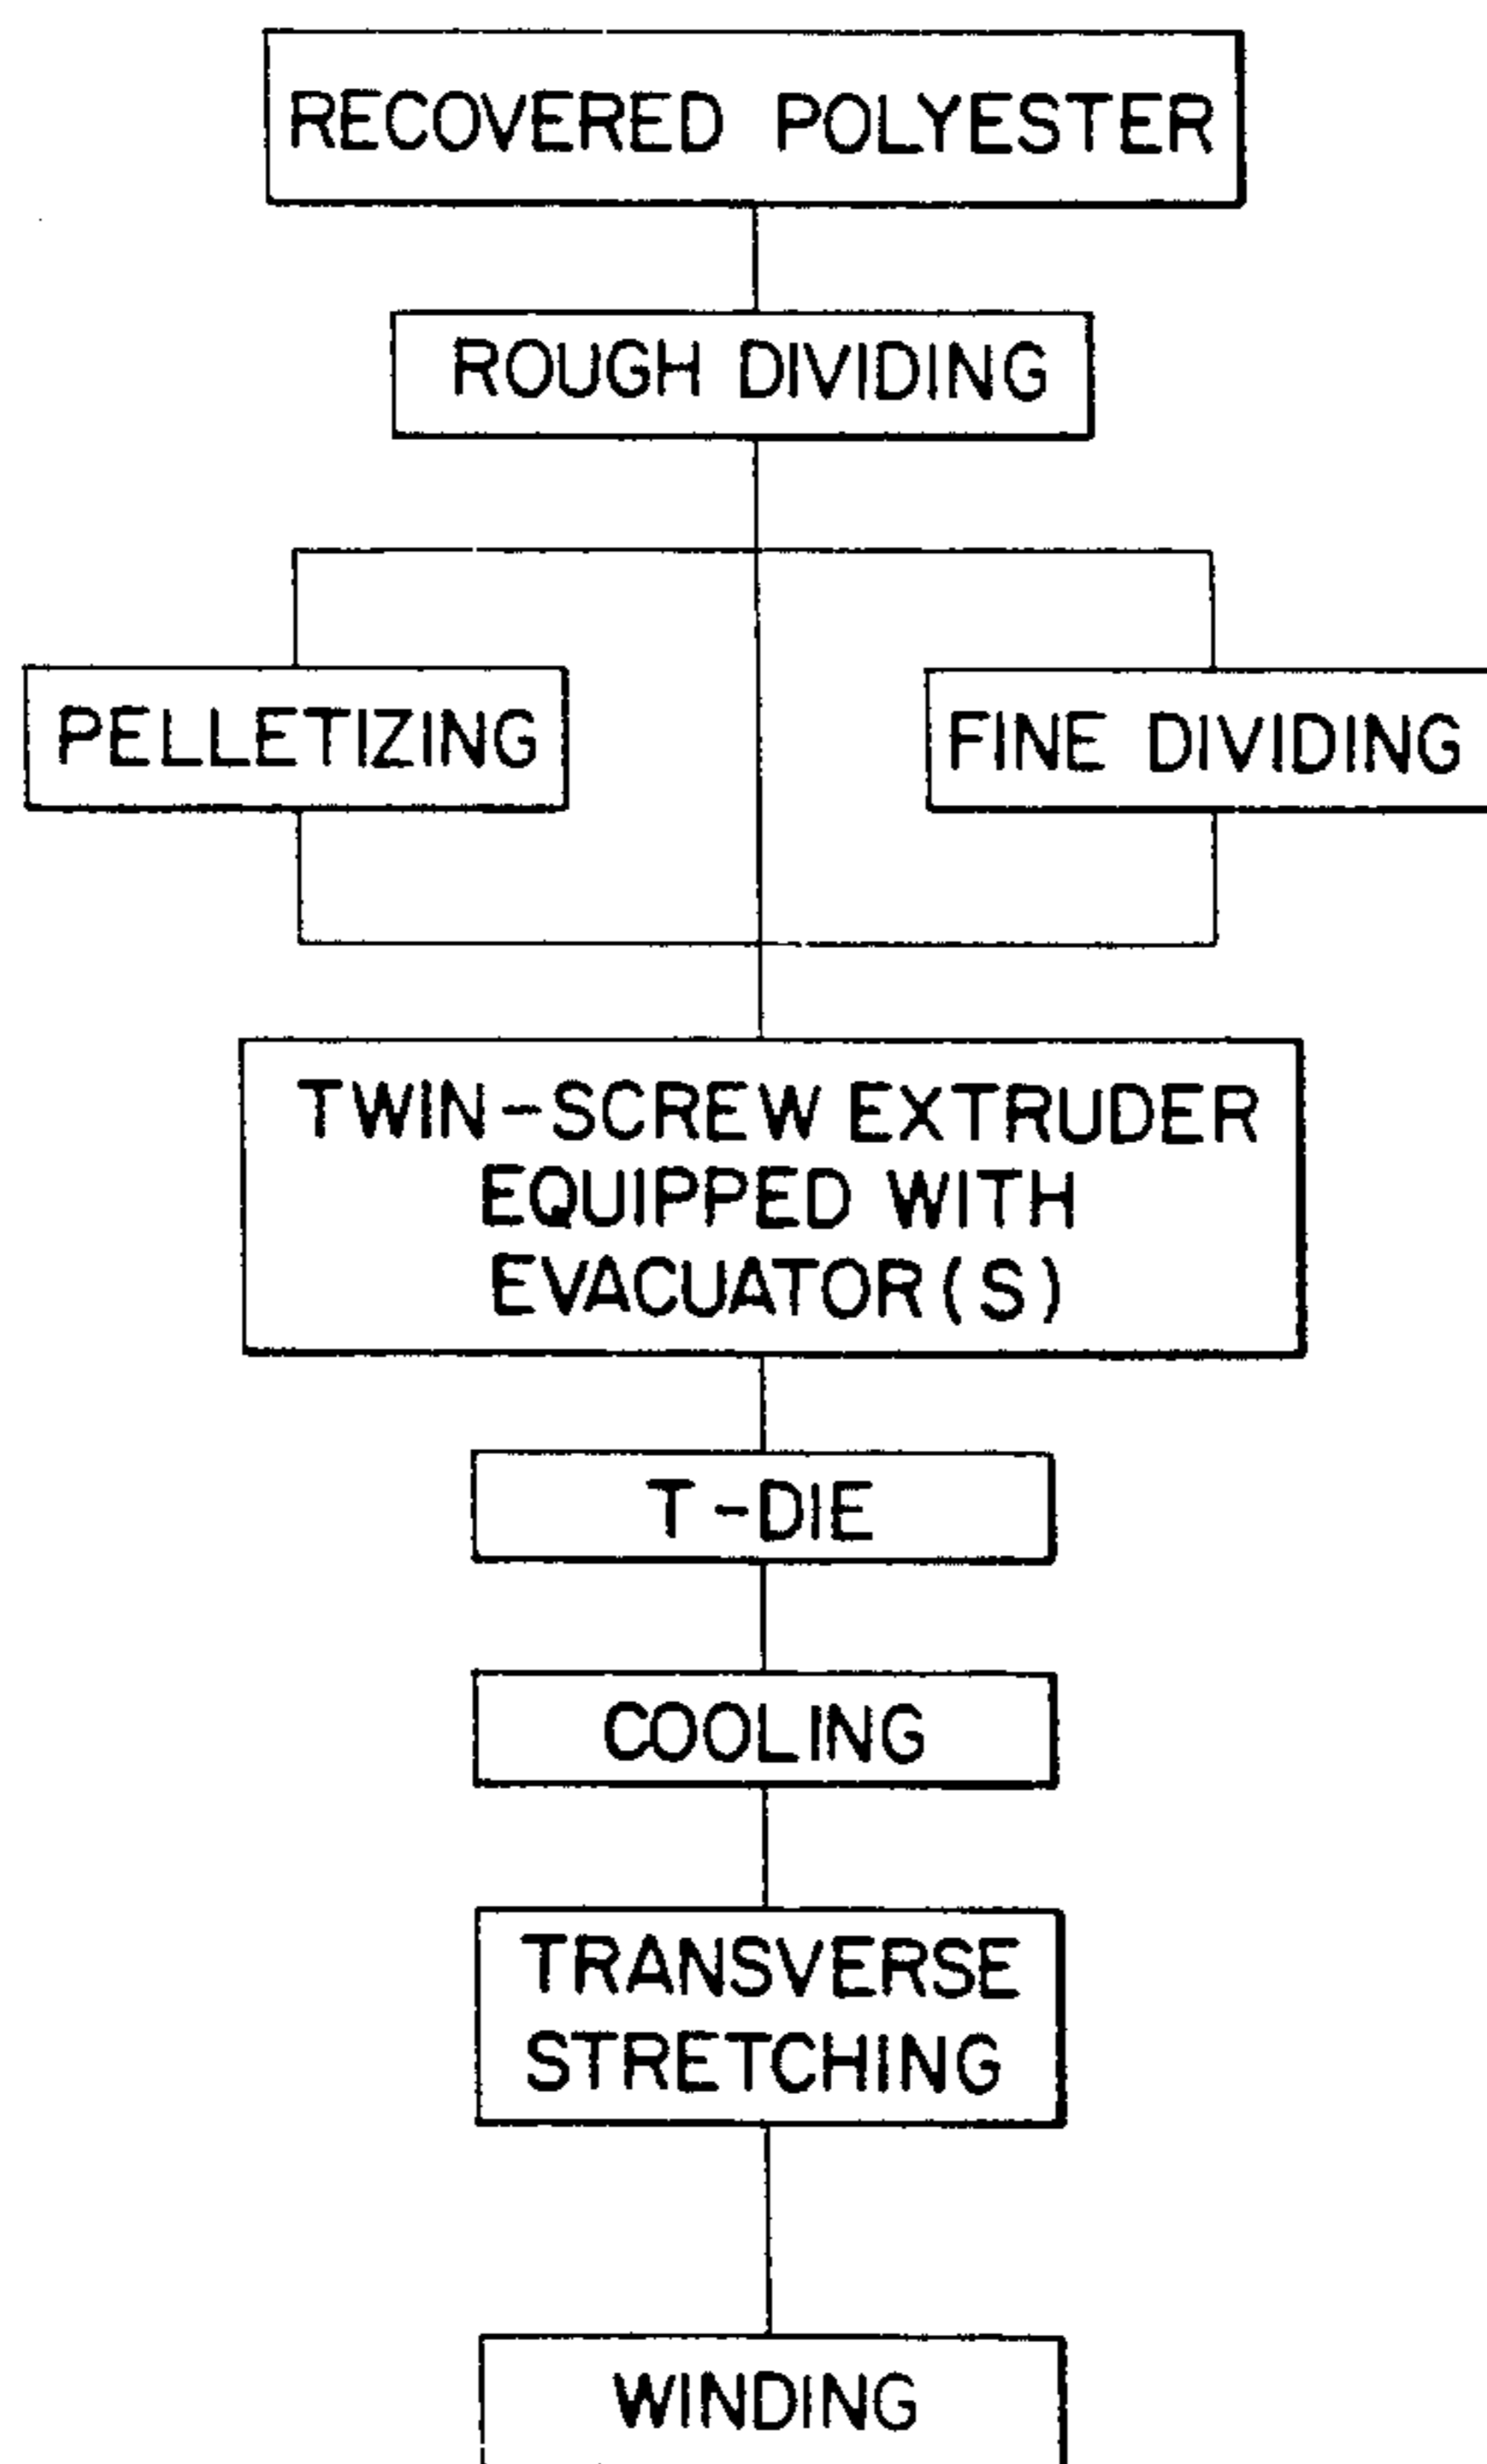 RECOVERED POLYESTER
ROUGH DIVIDING
PELLETIZING
FINE DIVIDING
TWIN-SCREW EXTRUDER
EQUIPPED WITH
EVACUATOR(S)
T-DIE
COOLING
TRANSVERSE
STRETCHING
WINDING